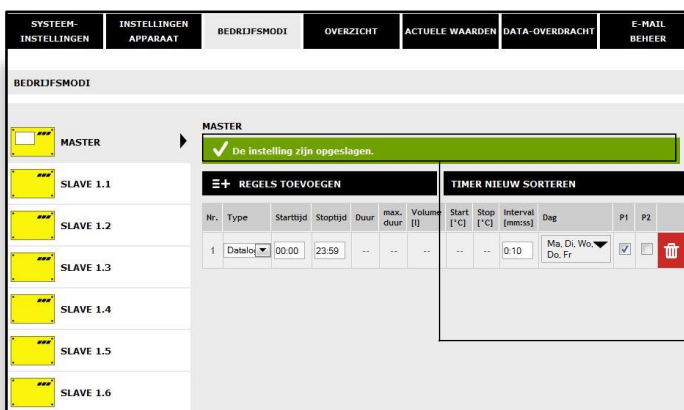 SYSTEEM-
INSTELLINGEN
INSTELLINGEN
APPARAAT
BEDRIJFSMODI
OVERZICHT
ACTUELE WAARDEN
DATA-OVERDRACHT
E-MAIL
BEHEER
BEDRIJFSMODI
MASTER
SLAVE 1.1
SLAVE 1.2
SLAVE 1.3
SLAVE 1.4
SLAVE 1.5
SLAVE 1.6
MASTER
De instelling zijn opgeslagen.
REGELS TOEVOEGEN
TIMER NIEUW SORTEREN
Nr. Type Starttijd Stoptijd Duur max. duur Volume [l] Start [°C] Stop [°C] Interval [mm:ss] Dag P1 P2
1 Datalog 00:00 23:59 -- -- -- -- -- 0:10 Ma, Di, Wo, Do, Fr